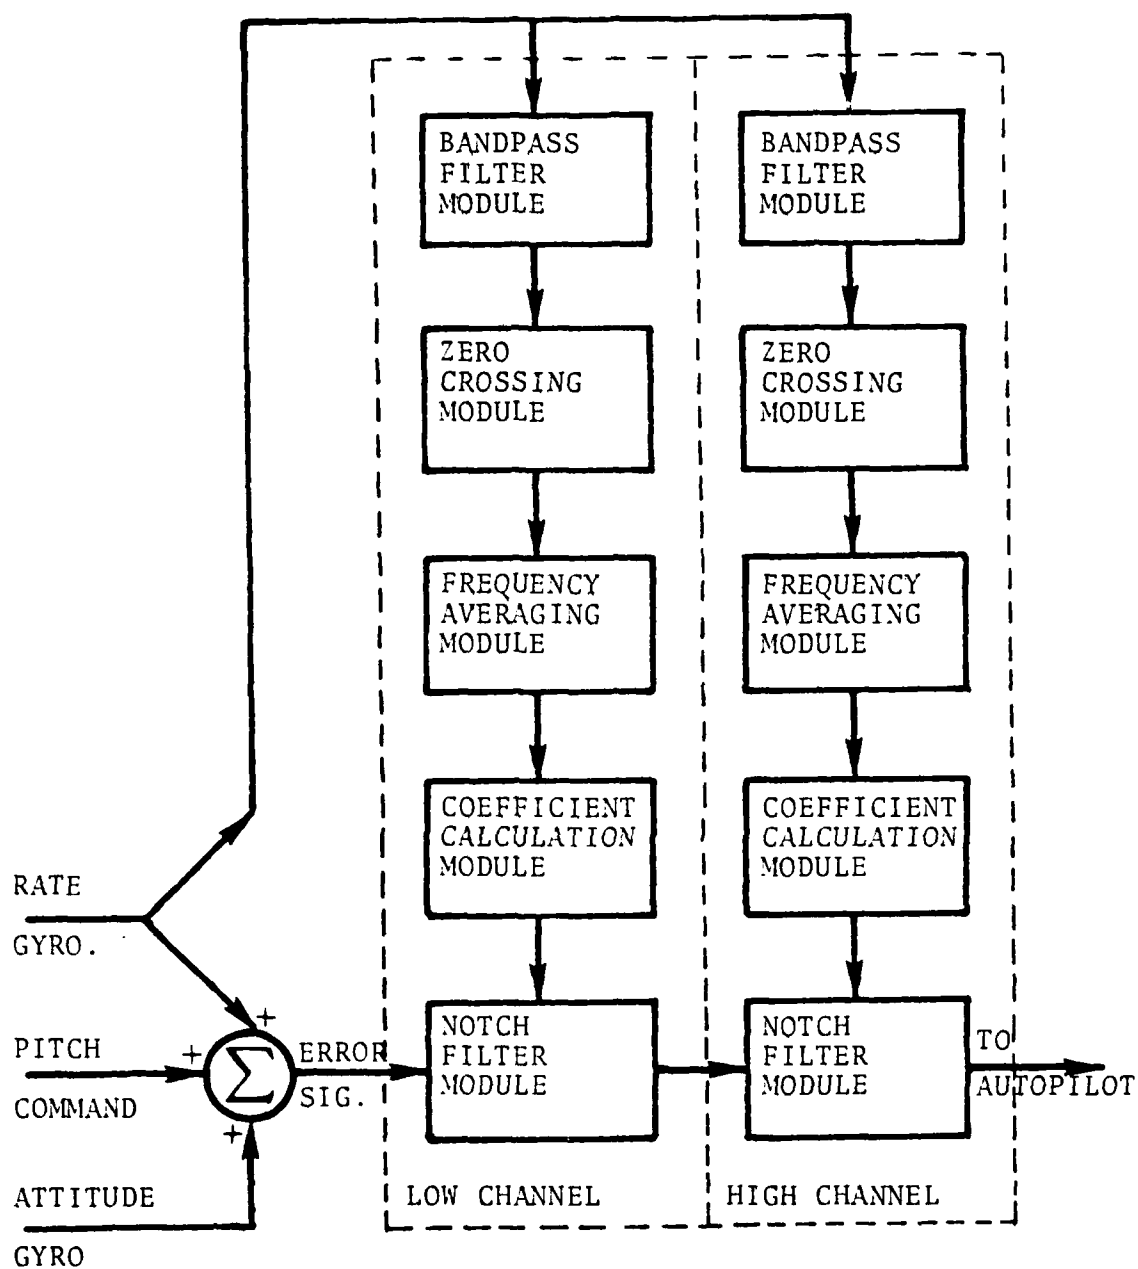 BANDPASS
FILTER
MODULE
BANDPASS
FILTER
MODULE
ZERO
CROSSING
MODULE
ZERO
CROSSING
MODULE
FREQUENCY
AVERAGING
MODULE
FREQUENCY
AVERAGING
MODULE
COEFFICIENT
CALCULATION
MODULE
COEFFICIENT
CALCULATION
MODULE
RATE
GYRO.
+
PITCH
COMMAND
+
Σ
ERROR
SIG.
+
ATTITUDE
GYRO
NOTCH
FILTER
MODULE
NOTCH
FILTER
MODULE
TO
AUTOPILOT
LOW CHANNEL
HIGH CHANNEL